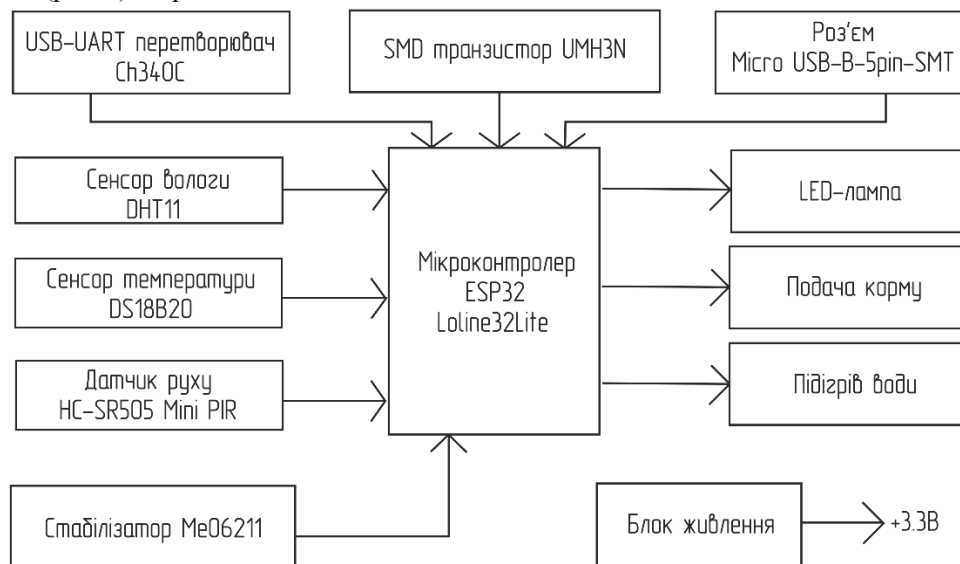 USB-UART перетворювач
Ch340C
SMD транзистор UMH3N
Роз'єм
Micro USB-B-5pin-SMT
Сенсор вологи
DHT11
Сенсор температури
DS18B20
Датчик руху
HC-SR505 Mini PIR
Мікроконтролер
ESP32
Loline32Lite
LED-лампа
Подача корму
Підігрів води
Стабілізатор Me06211
Блок живлення
+3.3В